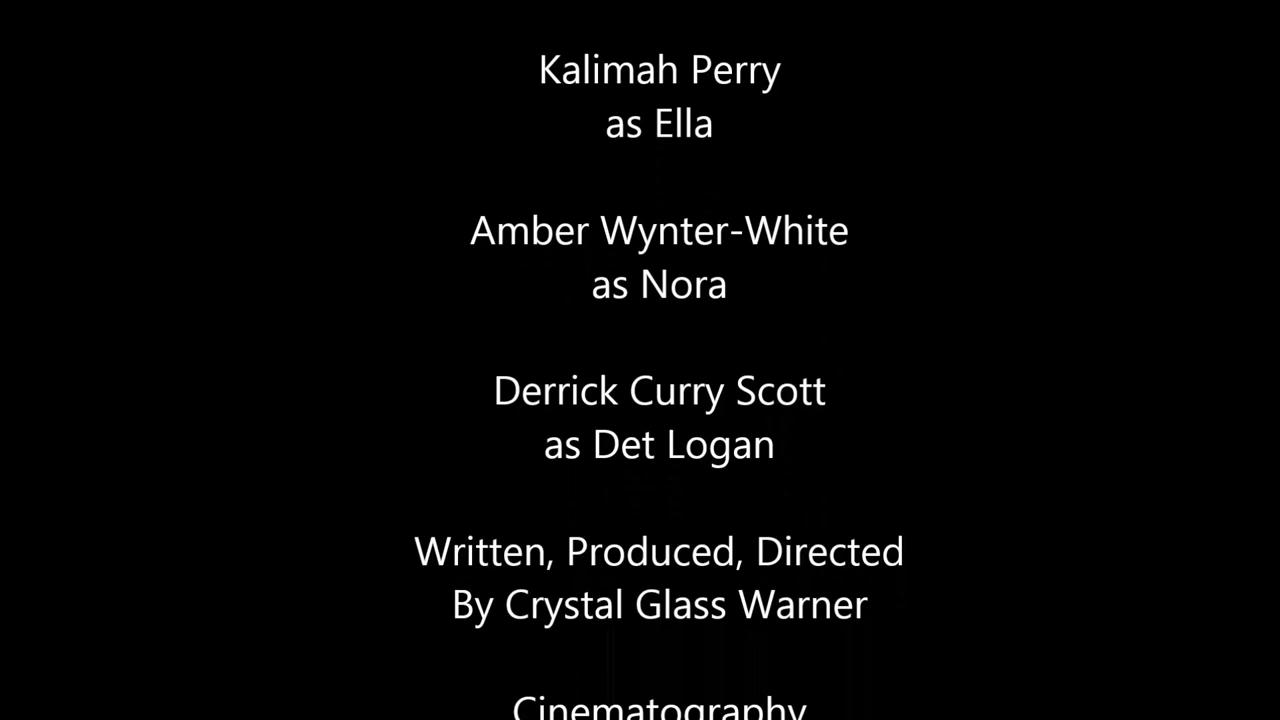 Kalimah Perry
as Ella
Amber Wynter-White
as Nora
Derrick Curry Scott
as Det Logan
Written, Produced, Directed
By Crystal Glass Warner
Cinematography